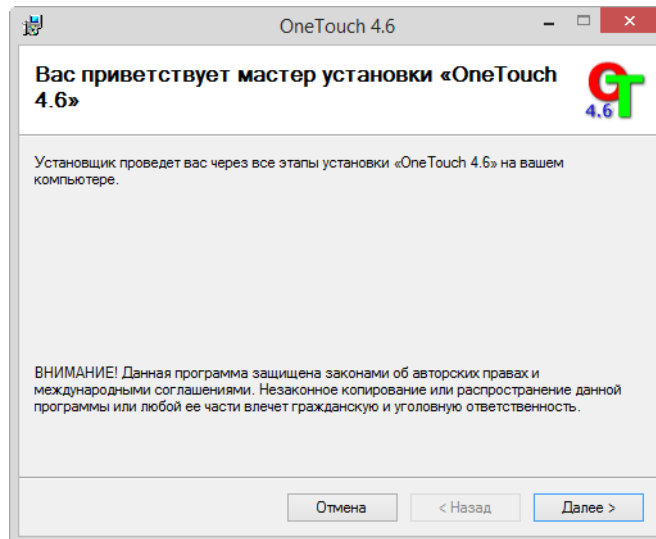 OneTouch 4.6
Вас приветствует мастер установки «OneTouch
4.6»
OT
4.6
Установщик проведет вас через все этапы установки «OneTouch 4.6» на вашем
компьютере.
ВНИМАНИЕ! Данная программа защищена законами об авторских правах и
международными соглашениями. Незаконное копирование или распространение данной
программы или любой ее части влечет гражданскую и уголовную ответственность.
Отмена
< Назад
Далее >